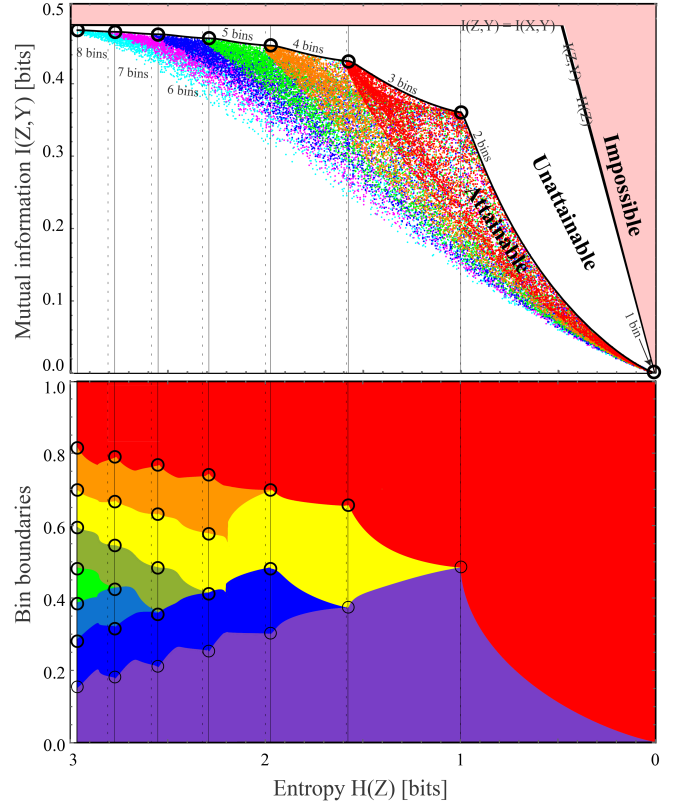 0.5
0.4
0.3
0.2
0.1
0.0
Mutual information I(Z,Y) [bits]
I(Z,Y) = I(X,Y)
I(Z,Y) = H(Z)
8 bins
7 bins
6 bins
5 bins
4 bins
3 bins
2 bins
1 bin
Attainable
Unattainable
Impossible
1.0
0.8
0.6
0.4
0.2
0.0
Bin boundaries
3
2
1
0
Entropy H(Z) [bits]